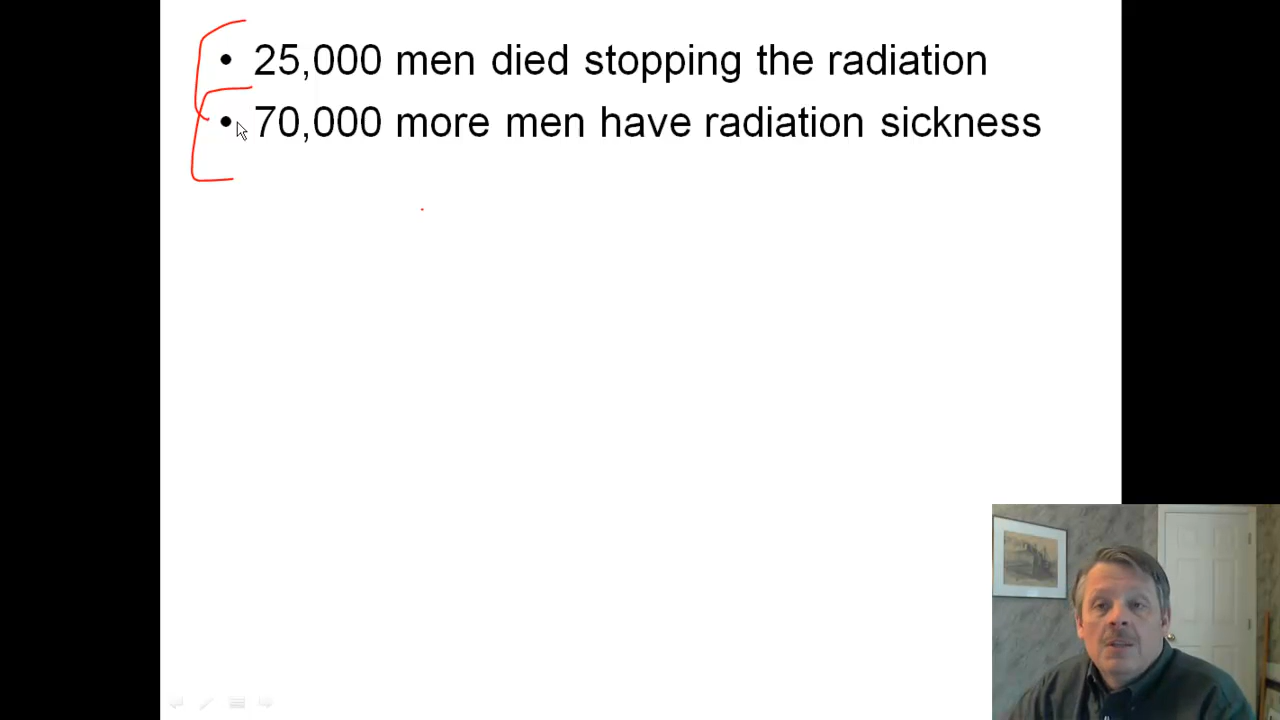 • 25,000 men died stopping the radiation
• 70,000 more men have radiation sickness